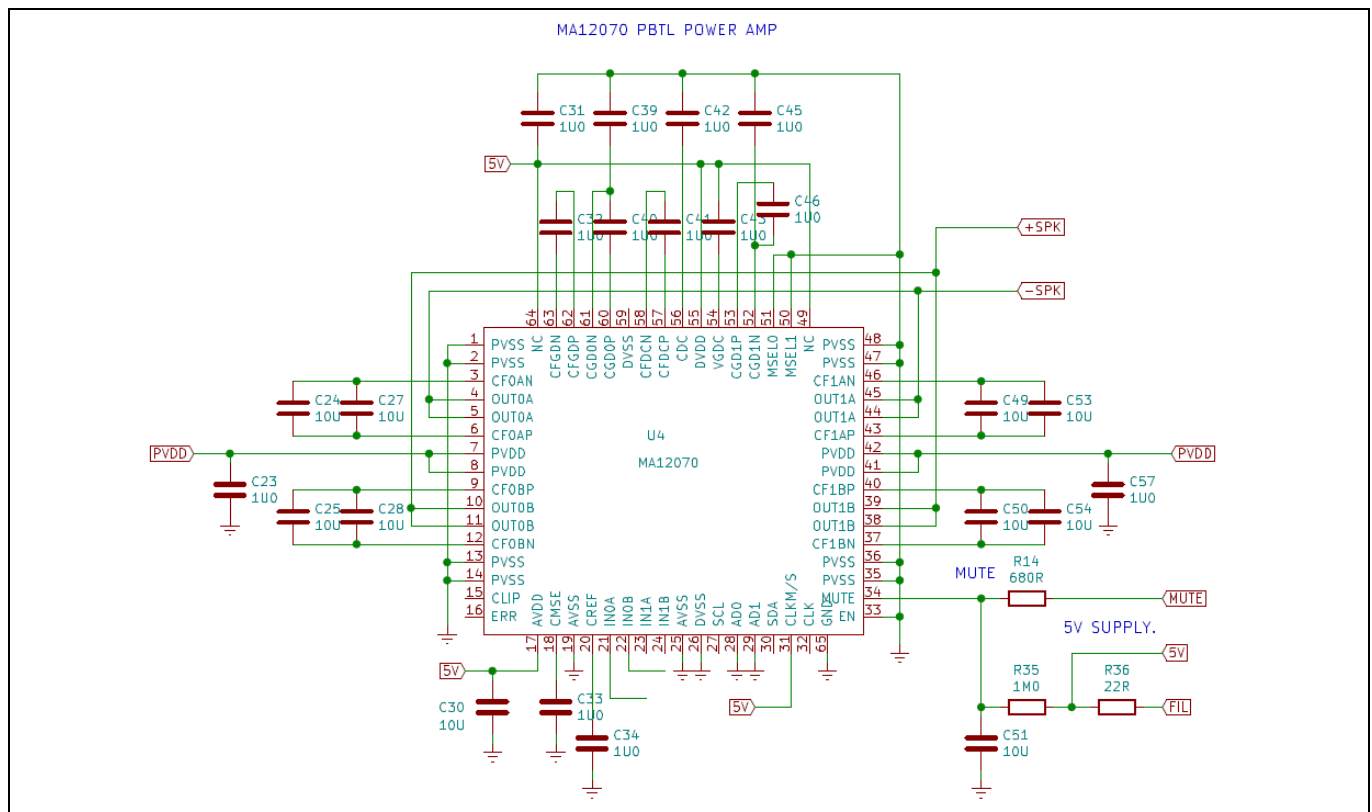 MA12070 PBTL POWER AMP
C31
1U0
C39
1U0
C42
1U0
C45
1U0
5V
C37
1U0
C40
1U0
C41
1U0
C43
1U0
C46
1U0
+SPK
-SPK
64
63
62
61
60
59
58
57
56
55
54
53
52
51
50
49
NC
CFGDN
CFGDP
CGD0N
CGD0P
DVSS
CFDCN
CFDCP
CDC
DVDD
VGDC
CGD1P
CGD1N
MSEL0
MSEL1
NC
1 PVSS
2 PVSS
3 CF0AN
4 OUT0A
5 OUT0A
6 CF0AP
7 PVDD
8 PVDD
9 CF0BP
10 OUT0B
11 OUT0B
12 CF0BN
13 PVSS
14 PVSS
15 CLIP
16 ERR
PVSS 48
PVSS 47
CF1AN 46
OUT1A 45
OUT1A 44
CF1AP 43
PVDD 42
PVDD 41
CF1BP 40
OUT1B 39
OUT1B 38
CF1BN 37
PVSS 36
PVSS 35
MUTE 34
EN 33
U4
MA12070
C24
10U
C27
10U
C49
10U
C53
10U
PVDD
PVDD
C23
1U0
C57
1U0
C25
10U
C28
10U
C50
10U
C54
10U
AVDD
CMSE
AVSS
CREF
IN0A
IN0B
IN1A
IN1B
AVSS
DVSS
SCL
AD0
AD1
SDA
CLKM/S
CLK
GND
17
18
19
20
21
22
23
24
25
26
27
28
29
30
31
32
65
MUTE
R14
680R
MUTE
5V SUPPLY.
5V
R35
1M0
R36
22R
FIL
5V
C30
10U
C33
1U0
C34
1U0
5V
C51
10U